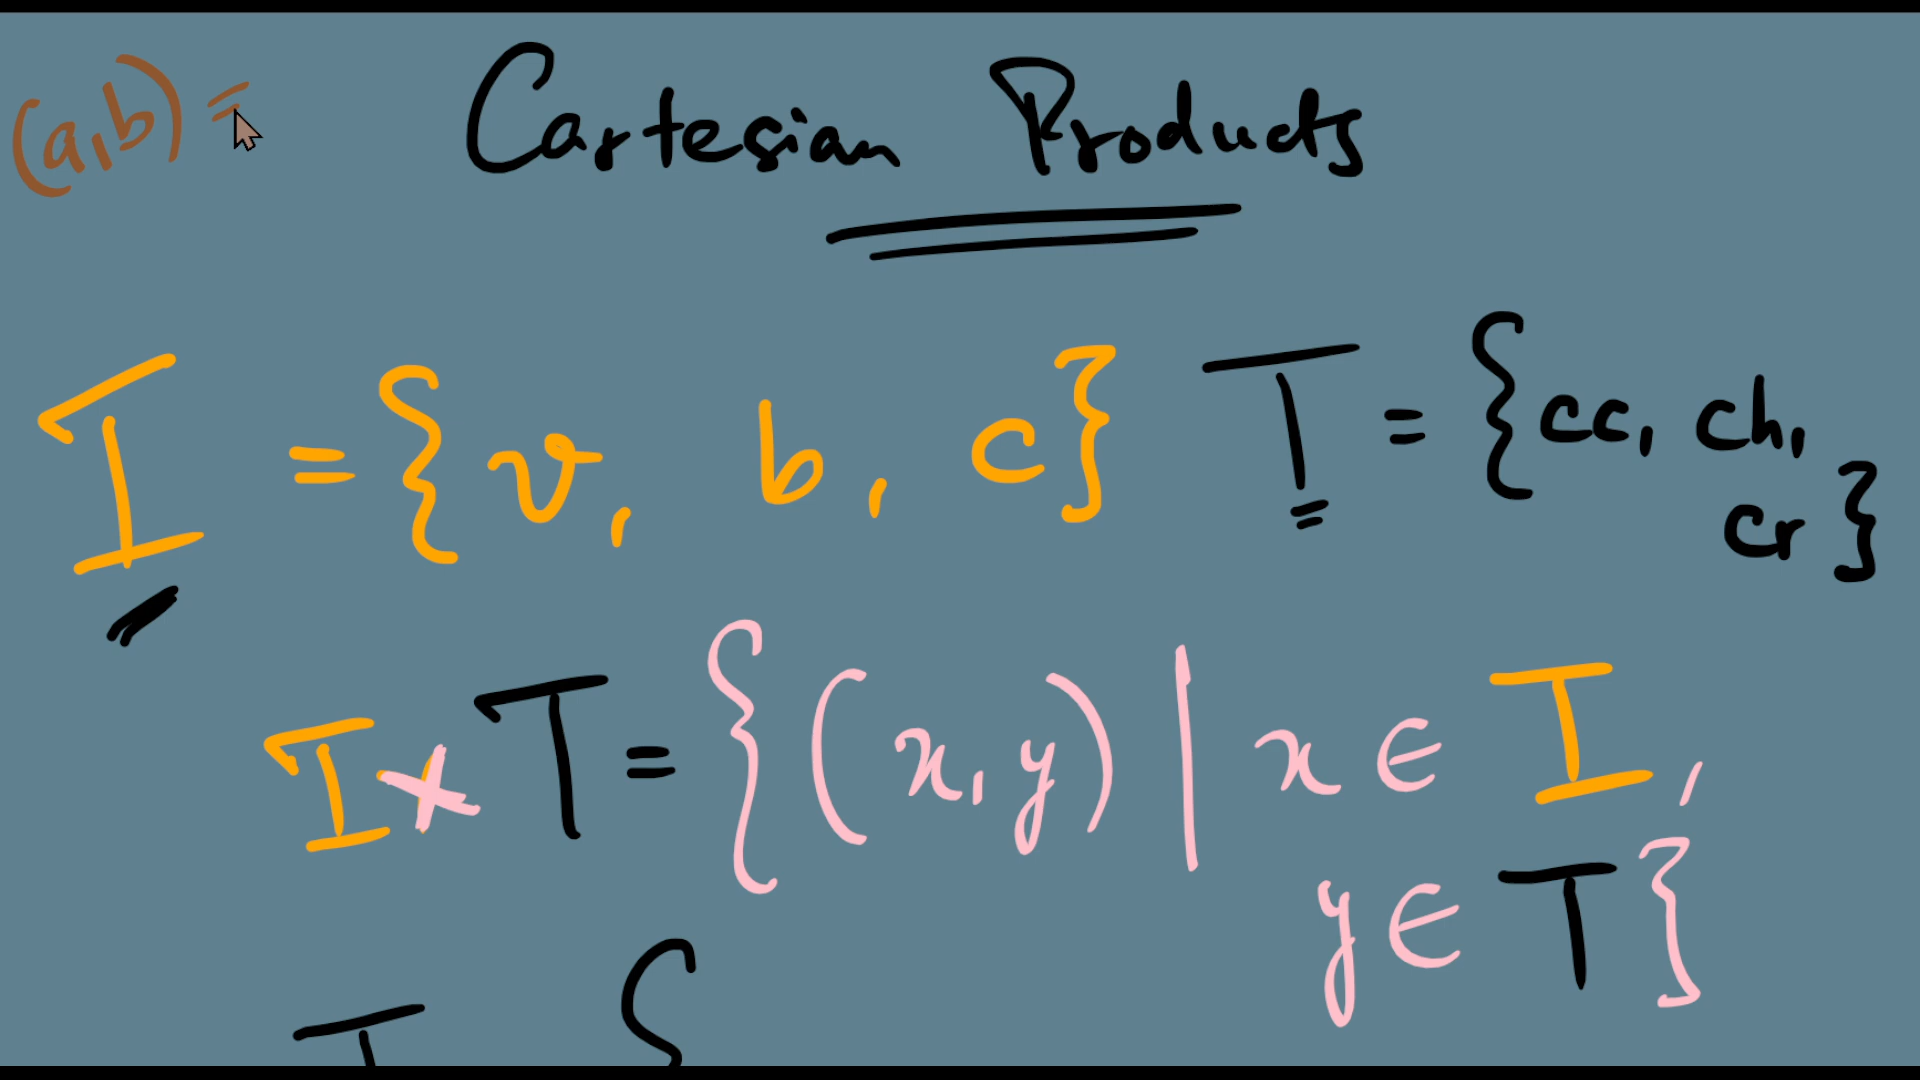 (a,b) =
Cartesian Products
I = {v, b, c}
T = {cc, ch, cr}
I × T = {(x,y) | x ∈ I,
y ∈ T}